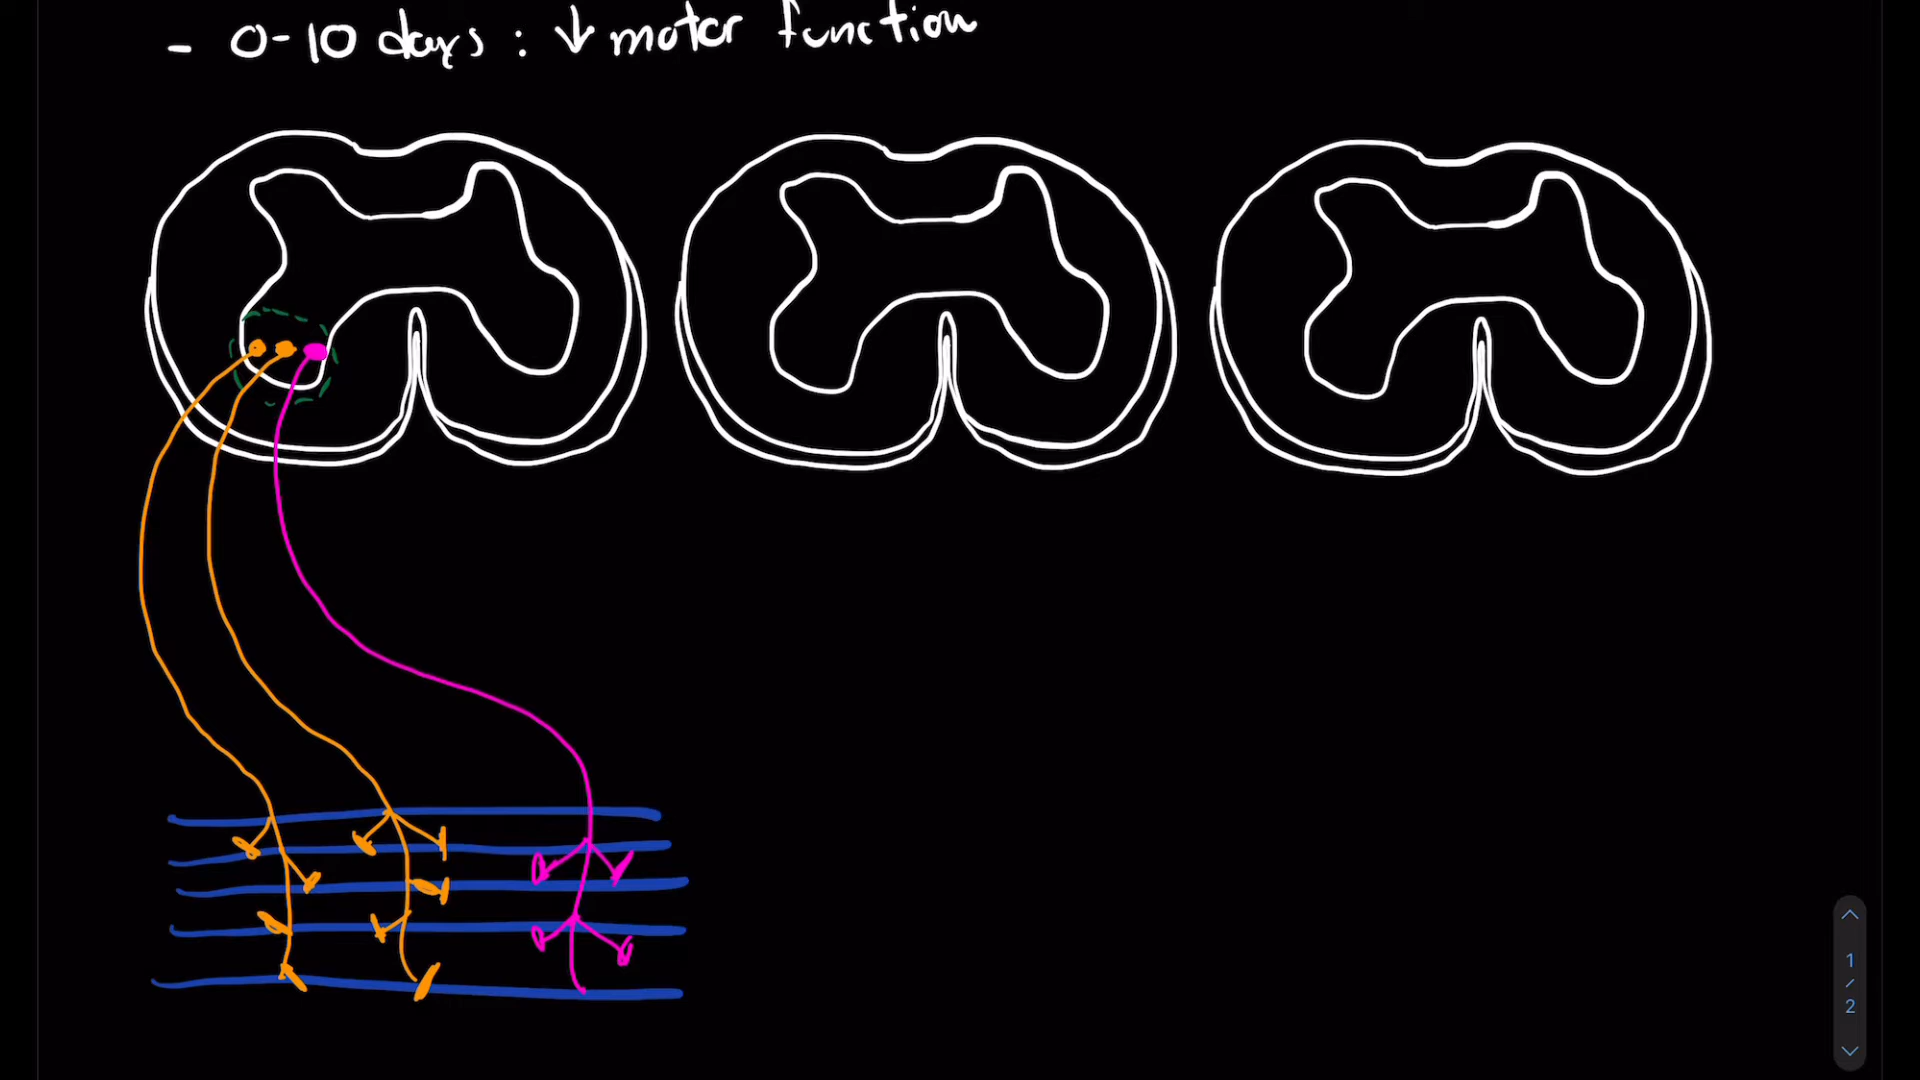 - 0-10 days : ↓ motor function
1
/
2